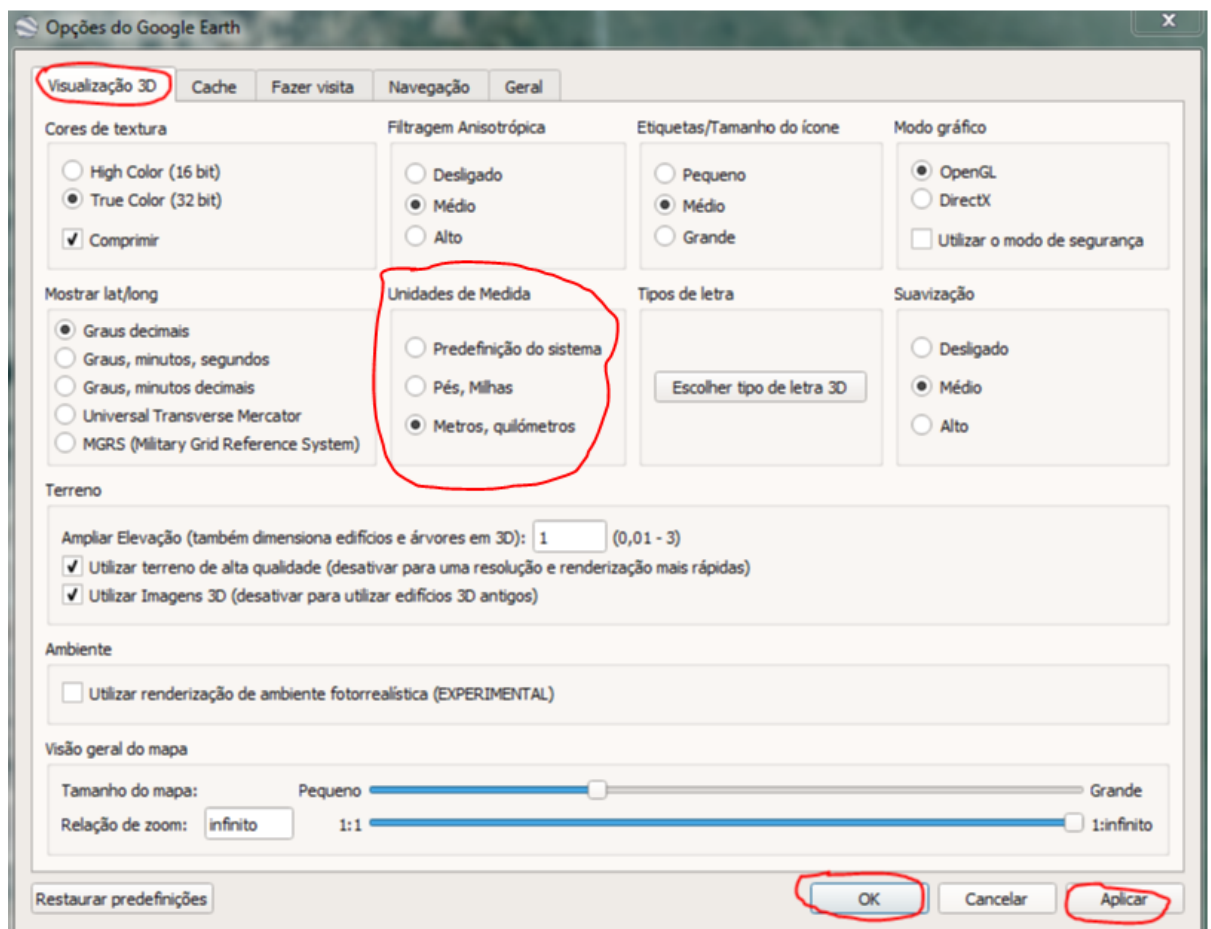 Opções do Google Earth
X
Visualização 3D Cache Fazer visita Navegação Geral
Cores de textura
High Color (16 bit)
True Color (32 bit)
Comprimir
Filtragem Anisotrópica
Desligado
Médio
Alto
Etiquetas/Tamanho do ícone
Pequeno
Médio
Grande
Modo gráfico
OpenGL
DirectX
Utilizar o modo de segurança
Mostrar lat/long
Graus decimais
Graus, minutos, segundos
Graus, minutos decimais
Universal Transverse Mercator
MGRS (Military Grid Reference System)
Unidades de Medida
Predefinição do sistema
Pés, Milhas
Metros, quilómetros
Tipos de letra
Escolher tipo de letra 3D
Suavização
Desligado
Médio
Alto
Terreno
Ampliar Elevação (também dimensiona edifícios e árvores em 3D): 1 (0,01 - 3)
Utilizar terreno de alta qualidade (desativar para uma resolução e renderização mais rápidas)
Utilizar Imagens 3D (desativar para utilizar edifícios 3D antigos)
Ambiente
Utilizar renderização de ambiente fotorrealística (EXPERIMENTAL)
Visão geral do mapa
Tamanho do mapa: Pequeno Grande
Relação de zoom: infinito 1:1 1:infinito
Restaurar predefinições OK Cancelar Aplicar